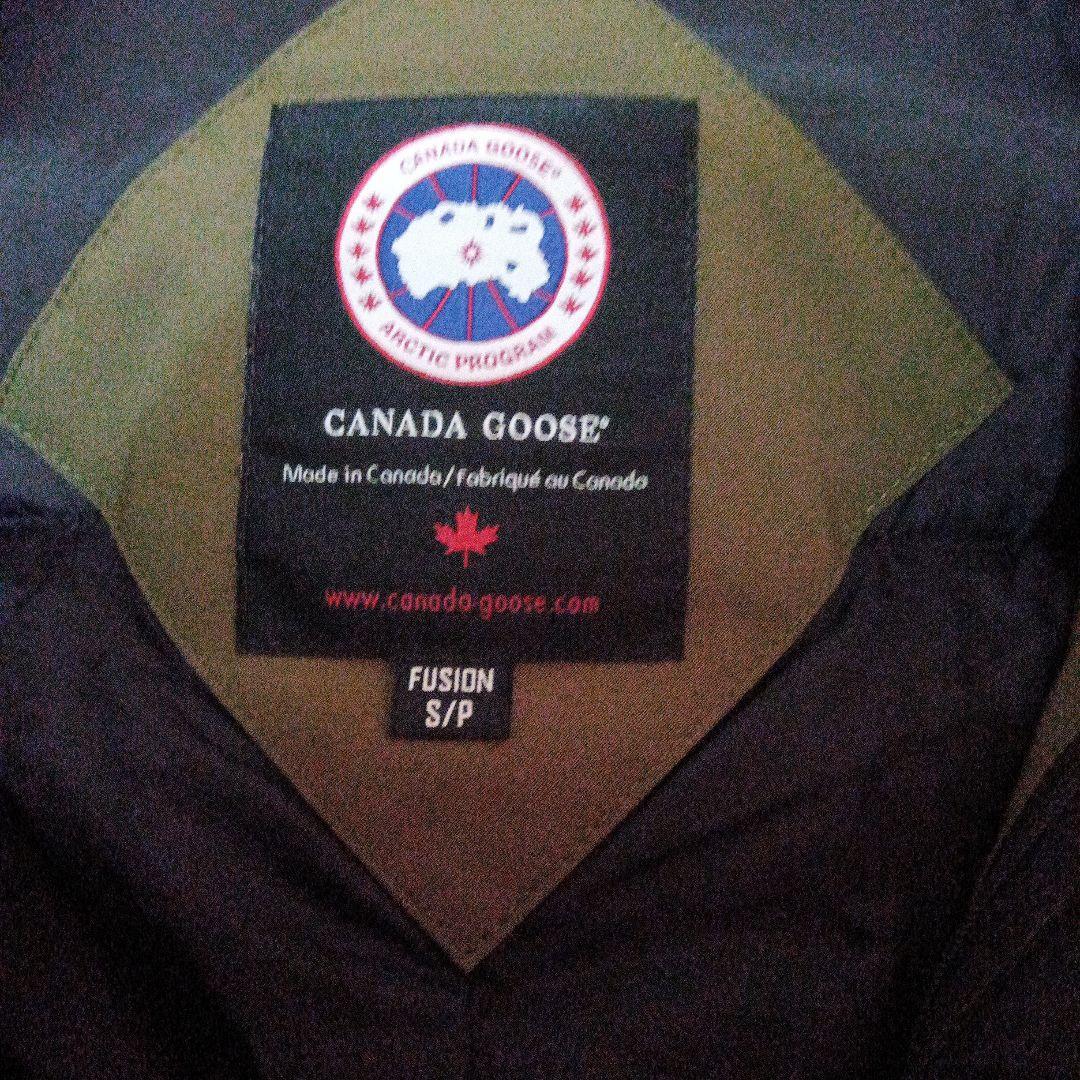 CANADA GOOSE®
ARCTIC PROGRAM
CANADA GOOSE®
Made in Canada/Fabriqué au Canada
www.canada-goose.com
FUSION
S/P